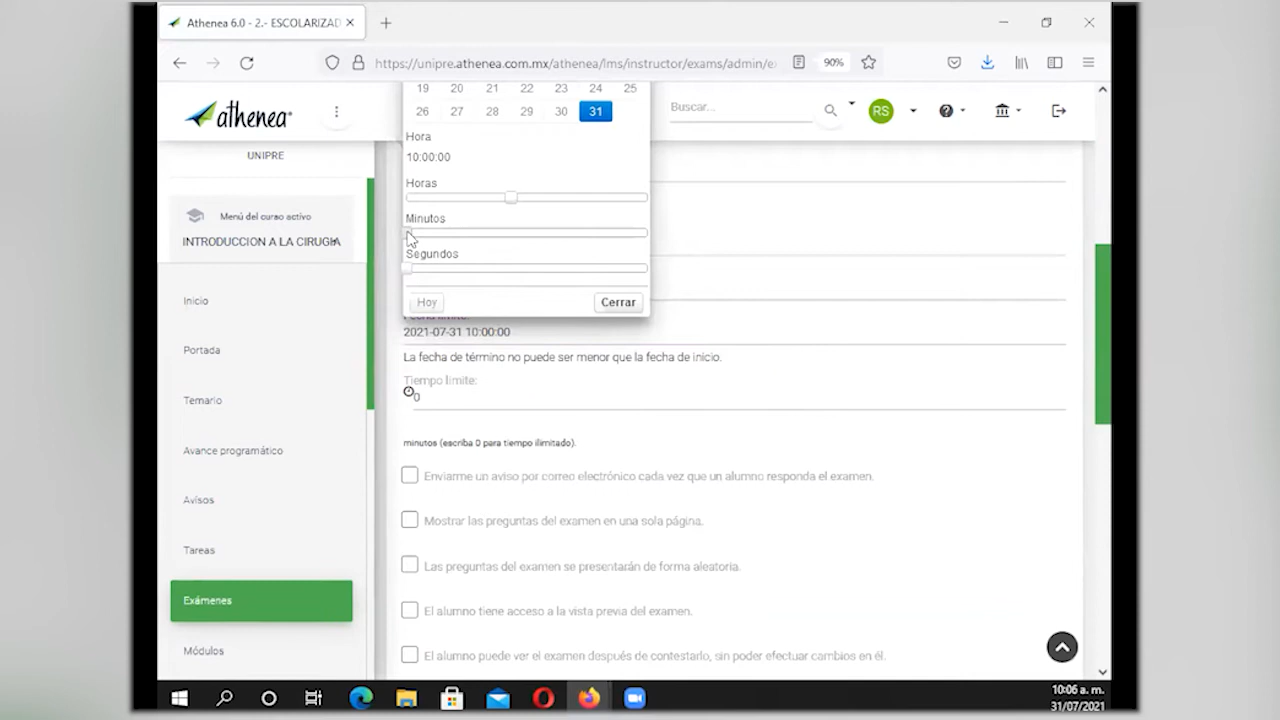 Athenea 6.0 - 2.- ESCOLARIZAD
https://unipre.athenea.com.mx/athenea/lms/instructor/exams/admin/e
90%
athenea
Buscar...
RS
UNIPRE
Menú del curso activo
INTRODUCCION A LA CIRUGIA
Inicio
Portada
Temario
Avance programático
Avisos
Tareas
Exámenes
Módulos
19 20 21 22 23 24 25
26 27 28 29 30 31
Hora
10:00:00
Horas
Minutos
Segundos
Hoy
Cerrar
2021-07-31 10:00:00
La fecha de término no puede ser menor que la fecha de inicio.
Tiempo limite:
0
minutos (escriba 0 para tiempo ilimitado).
Enviarme un aviso por correo electrónico cada vez que un alumno responda el examen.
Mostrar las preguntas del examen en una sola página.
Las preguntas del examen se presentarán de forma aleatoria.
El alumno tiene acceso a la vista previa del examen.
El alumno puede ver el examen después de contestarlo, sin poder efectuar cambios en él.
10:06 a. m.
31/07/2021